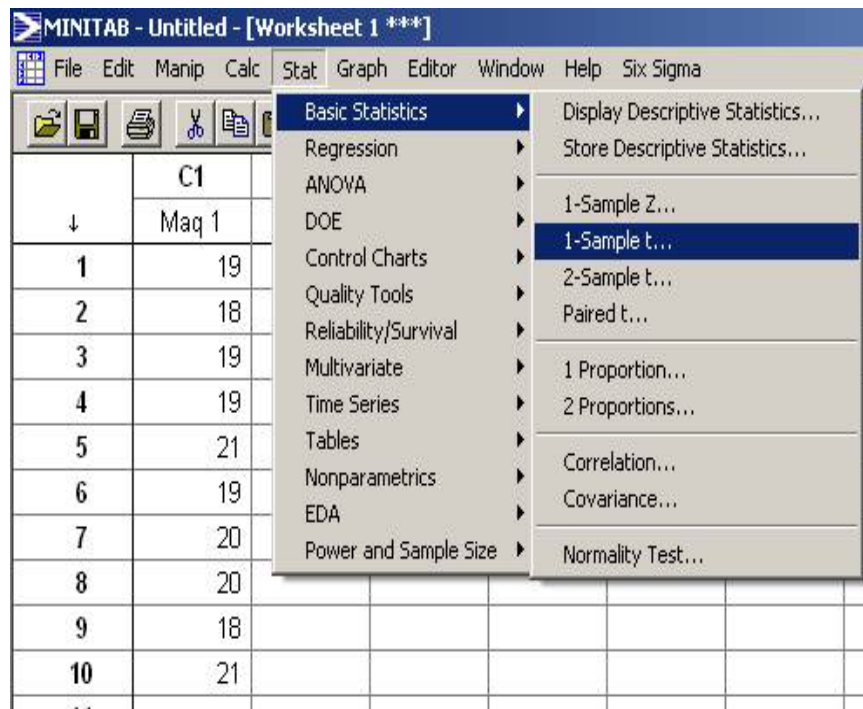 MINITAB - Untitled - [Worksheet 1 ***]
File Edit Manip Calc Stat Graph Editor Window Help Six Sigma
Basic Statistics
Regression
ANOVA
DOE
Control Charts
Quality Tools
Reliability/Survival
Multivariate
Time Series
Tables
Nonparametrics
EDA
Power and Sample Size
Display Descriptive Statistics...
Store Descriptive Statistics...
1-Sample Z...
1-Sample t...
2-Sample t...
Paired t...
1 Proportion...
2 Proportions...
Correlation...
Covariance...
Normality Test...
C1
↓ Maq 1
1 19
2 18
3 19
4 19
5 21
6 19
7 20
8 20
9 18
10 21